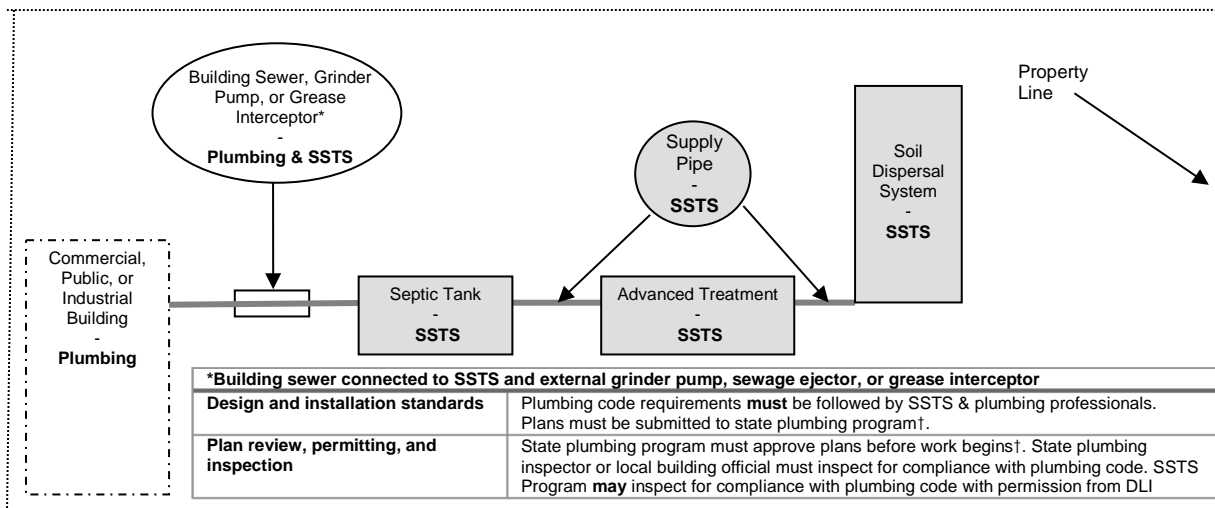 Building Sewer, Grinder
Pump, or Grease
Interceptor*
-
Plumbing & SSTS
Supply
Pipe
-
SSTS
Soil
Dispersal
System
-
SSTS
Property
Line
Commercial,
Public, or
Industrial
Building
-
Plumbing
Septic Tank
-
SSTS
Advanced Treatment
-
SSTS
*Building sewer connected to SSTS and external grinder pump, sewage ejector, or grease interceptor
Design and installation standards
Plumbing code requirements must be followed by SSTS & plumbing professionals.
Plans must be submitted to state plumbing program†.
Plan review, permitting, and
inspection
State plumbing program must approve plans before work begins†. State plumbing
inspector or local building official must inspect for compliance with plumbing code. SSTS
Program may inspect for compliance with plumbing code with permission from DLI